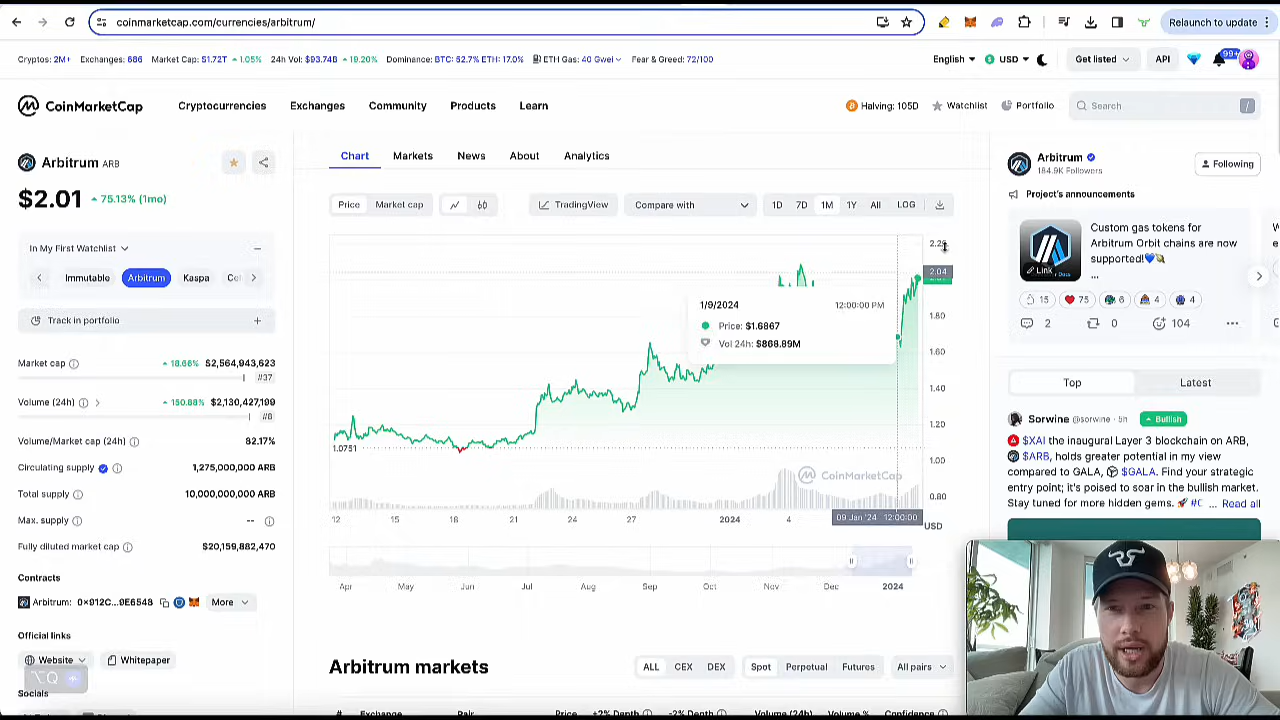 coinmarketcap.com/currencies/arbitrum/
Relaunch to update
Cryptos: 2M+ Exchanges: 686 Market Cap: $1.72T 1.05% 24h Vol: $93.74B 19.20% Dominance: BTC: 52.7% ETH: 17.0% ETH Gas: 40 Gwei Fear & Greed: 72/100
English USD Get listed API 99+
CoinMarketCap Cryptocurrencies Exchanges Community Products Learn
Halving: 105D Watchlist Portfolio Search /
Arbitrum ARB
$2.01 75.13% (1mo)
In My First Watchlist
Immutable Arbitrum Kaspa
Track in portfolio
Market cap 18.66% $2,564,943,623
#37
Volume (24h) 150.88% $2,130,427,199
#8
Volume/Market cap (24h) 82.17%
Circulating supply 1,275,000,000 ARB
Total supply 10,000,000,000 ARB
Max. supply --
Fully diluted market cap $20,159,882,470
Contracts
Arbitrum: 0x912C...9E6548 More
Official links
Website Whitepaper
⌥Q
Socials
Chart Markets News About Analytics
Price Market cap TradingView Compare with 1D 7D 1M 1Y All LOG
2.04
1.80
1.60
1.40
1.20
1.00
0.80
1/9/2024 12:00:00 PM
Price: $1.6867
Vol 24h: $868.89M
1.0751
CoinMarketCap
12 15 18 21 24 27 2024 4
09 Jan '24 12:00:00
USD
Apr May Jun Jul Aug Sep Oct Nov Dec 2024
Arbitrum markets
ALL CEX DEX Spot Perpetual Futures All pairs
# Exchange Pair Price +2% Depth -2% Depth Volume (24h) Volume % Confidence
Arbitrum
184.9K Followers
Following
Project's announcements
Link
Custom gas tokens for
Arbitrum Orbit chains are now
supported!
...
15 75 6 4 4
2 0 104
Top Latest
Sorwine @sorwine · 5h Bullish
$XAI the inaugural Layer 3 blockchain on ARB,
$ARB, holds greater potential in my view
compared to GALA, $GALA. Find your strategic
entry point; it's poised to soar in the bullish market.
Stay tuned for more hidden gems. #C ... Read all